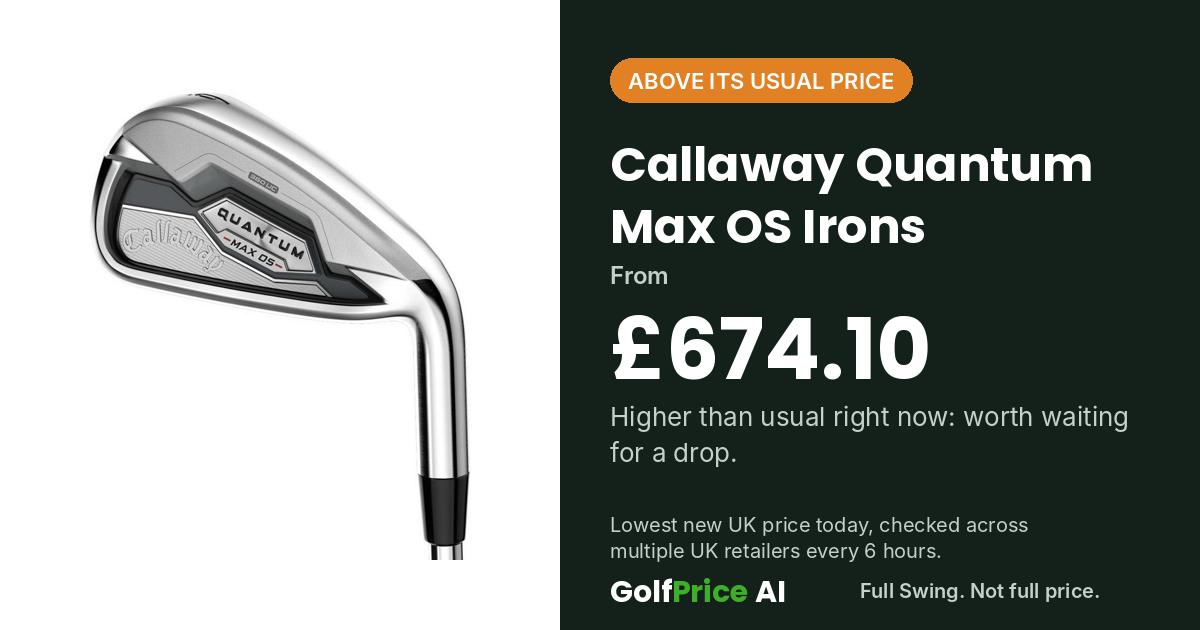 360 UC
QUANTUM
MAX OS
Callaway
ABOVE ITS USUAL PRICE
Callaway Quantum
Max OS Irons
From
£674.10
Higher than usual right now: worth waiting
for a drop.
Lowest new UK price today, checked across
multiple UK retailers every 6 hours.
GolfPrice AI
Full Swing. Not full price.